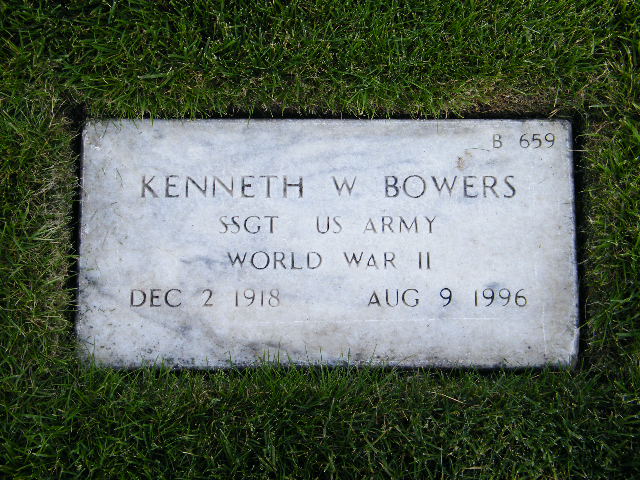 B 659
KENNETH W BOWERS
SSGT US ARMY
WORLD WAR II
DEC 2 1918 AUG 9 1996